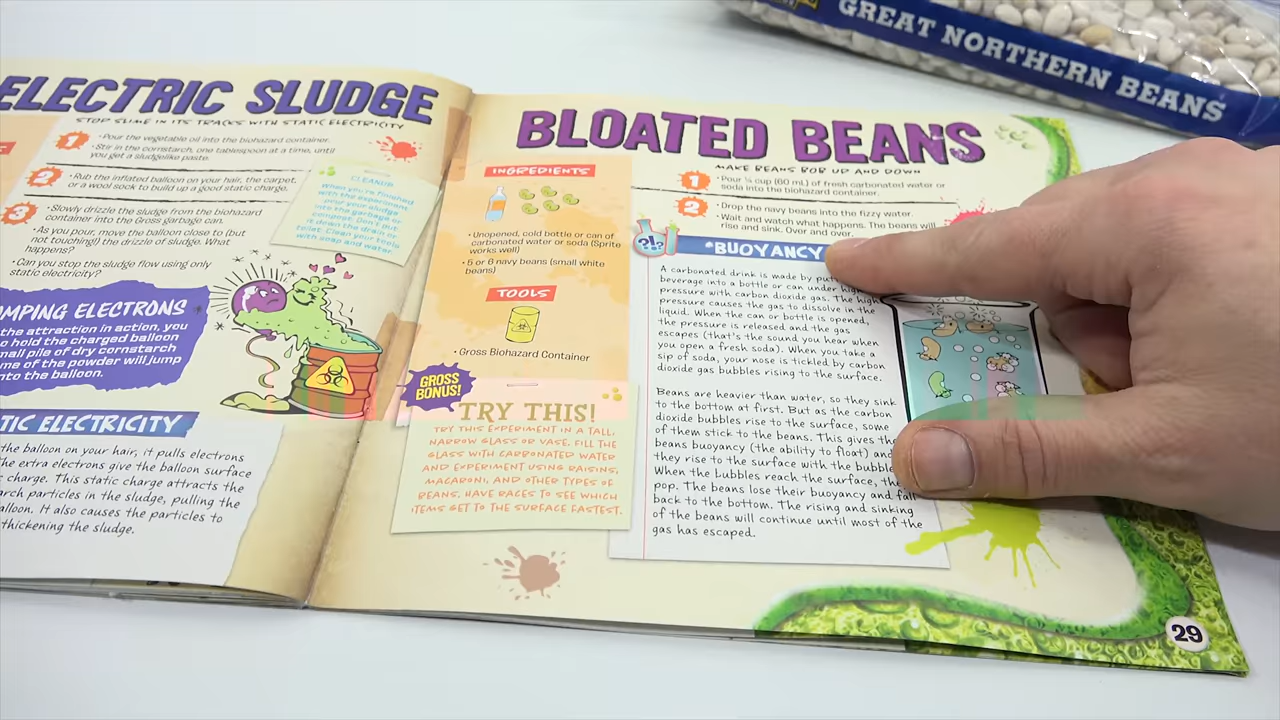 GREAT NORTHERN BEANS
ELECTRIC SLUDGE
STOP SLIME IN ITS TRACKS WITH STATIC ELECTRICITY
1
• Pour the vegetable oil into the biohazard container.
• Stir in the cornstarch, one tablespoon at a time, until
you get a sludgelike paste.
2
• Rub the inflated balloon on your hair, the carpet,
or a wool sock to build up a good static charge.
3
• Slowly drizzle the sludge from the biohazard
container into the Gross garbage can.
• As you pour, move the balloon close to (but
not touching!) the drizzle of sludge. What
happens?
• Can you stop the sludge flow using only
static electricity?
CLEANUP
When you're finished
with the experiment
pour your sludge
into the garbage or
compost. Don't put
it down the drain or
toilet. Clean your tools
with soap and water.
MPING ELECTRONS
the attraction in action, you
o hold the charged balloon
mall pile of dry cornstarch
me of the powder will jump
nto the balloon.
TIC ELECTRICITY
the balloon on your hair, it pulls electrons
he extra electrons give the balloon surface
charge. This static charge attracts the
arch particles in the sludge, pulling the
alloon. It also causes the particles to
thickening the sludge.
BLOATED BEANS
MAKE BEANS BOB UP AND DOWN
INGREDIENTS
• Unopened, cold bottle or can of
carbonated water or soda (Sprite
works well)
• 5 or 6 navy beans (small white
beans)
TOOLS
• Gross Biohazard Container
GROSS
BONUS!
TRY THIS!
TRY THIS EXPERIMENT IN A TALL,
NARROW GLASS OR VASE. FILL THE
GLASS WITH CARBONATED WATER
AND EXPERIMENT USING RAISINS,
MACARONI, AND OTHER TYPES OF
BEANS. HAVE RACES TO SEE WHICH
ITEMS GET TO THE SURFACE FASTEST.
1
• Pour ¼ cup (60 mL) of fresh carbonated water or
soda into the biohazard container.
2
• Drop the navy beans into the fizzy water.
• Wait and watch what happens. The beans will
rise and sink. Over and over.
?!?
*BUOYANCY
A carbonated drink is made by
beverage into a bottle or can under
pressure with carbon dioxide gas. The high
pressure causes the gas to dissolve in the
liquid. When the can or bottle is opened,
the pressure is released and the gas
escapes (that's the sound you hear when
you open a fresh soda). When you take a
sip of soda, your nose is tickled by carbon
dioxide gas bubbles rising to the surface.
Beans are heavier than water, so they sink
to the bottom at first. But as the carbon
dioxide bubbles rise to the surface, some
of them stick to the beans. This gives the
beans buoyancy (the ability to float) and
they rise to the surface with the bubble
When the bubbles reach the surface, the
pop. The beans lose their buoyancy and fall
back to the bottom. The rising and sinking
of the beans will continue until most of the
gas has escaped.
29